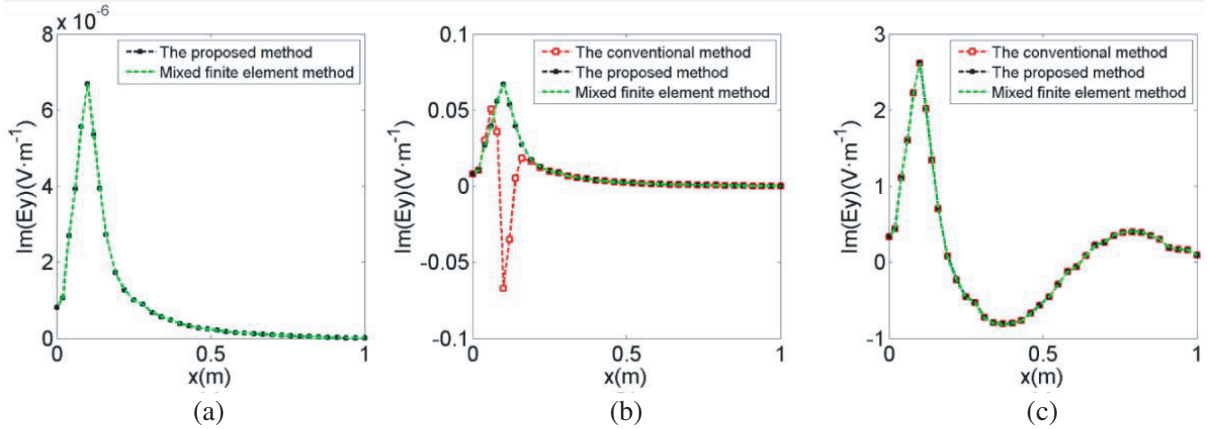 x 10^-6
8
6
4
2
0
0 0.5 1
Im(Ey)(V·m^-1)
x(m)
The proposed method
Mixed finite element method
(a)
0.1
0.05
0
-0.05
-0.1
0 0.5 1
Im(Ey)(V·m^-1)
x(m)
The conventional method
The proposed method
Mixed finite element method
(b)
3
2
1
0
-1
0 0.5 1
Im(Ey)(V·m^-1)
x(m)
The conventional method
The proposed method
Mixed finite element method
(c)